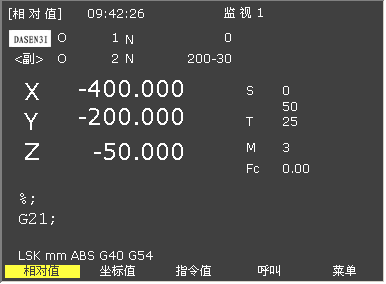 [相对值] 09:42:26 监视 1
DASEN3I O 1 N 0
<副> O 2 N 200-30
X -400.000 S 0
50
Y -200.000 T 25
Z -50.000 M 3
Fc 0.00
%;
G21;
LSK mm ABS G40 G54
相对值 坐标值 指令值 呼叫 菜单